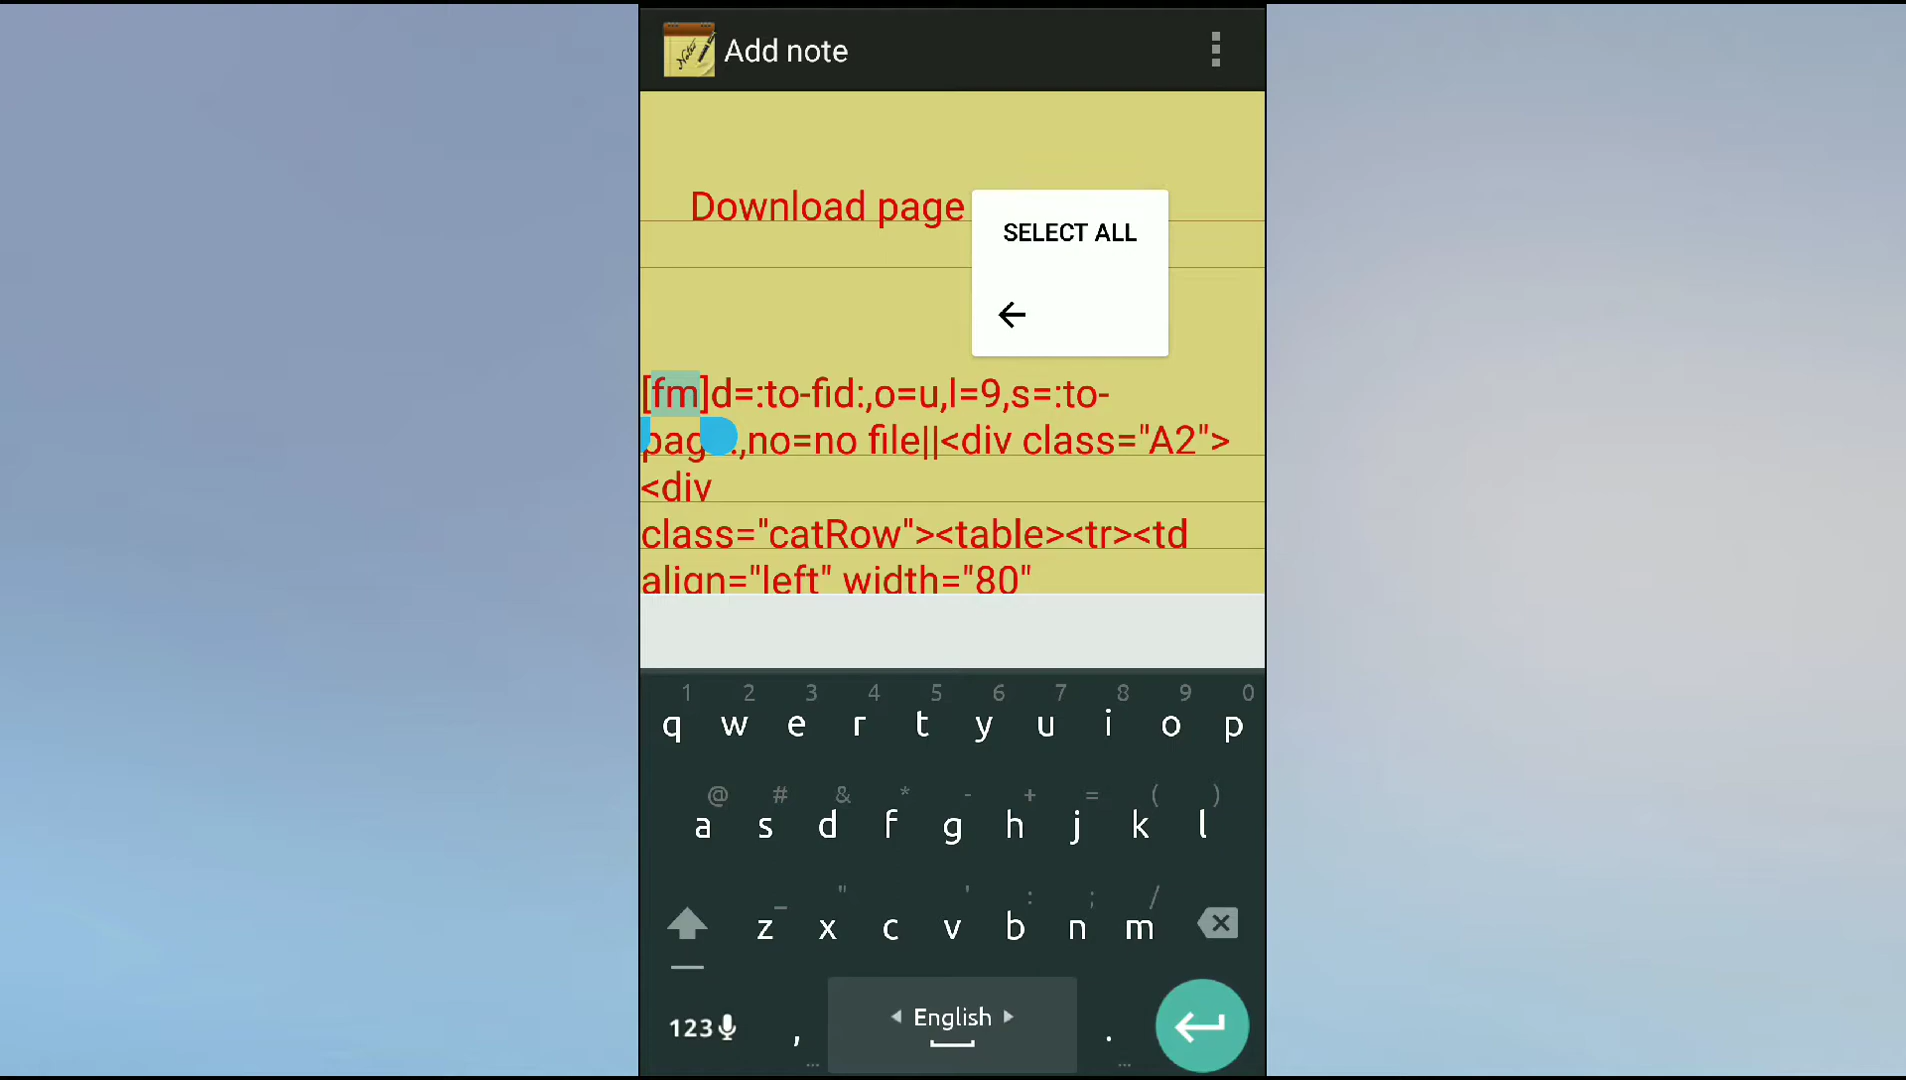 Add note
Download page
SELECT ALL
[fm]d=:to-fid:,o=u,l=9,s=:to-
pag :,no=no file||<div class="A2">
<div
class="catRow"><table><tr><td
align="left" width="80"
1 2 3 4 5 6 7 8 9 0
q w e r t y u i o p
@ # & * - + = ( )
a s d f g h j k l
_ " ' : ; /
z x c v b n m
123 , English .